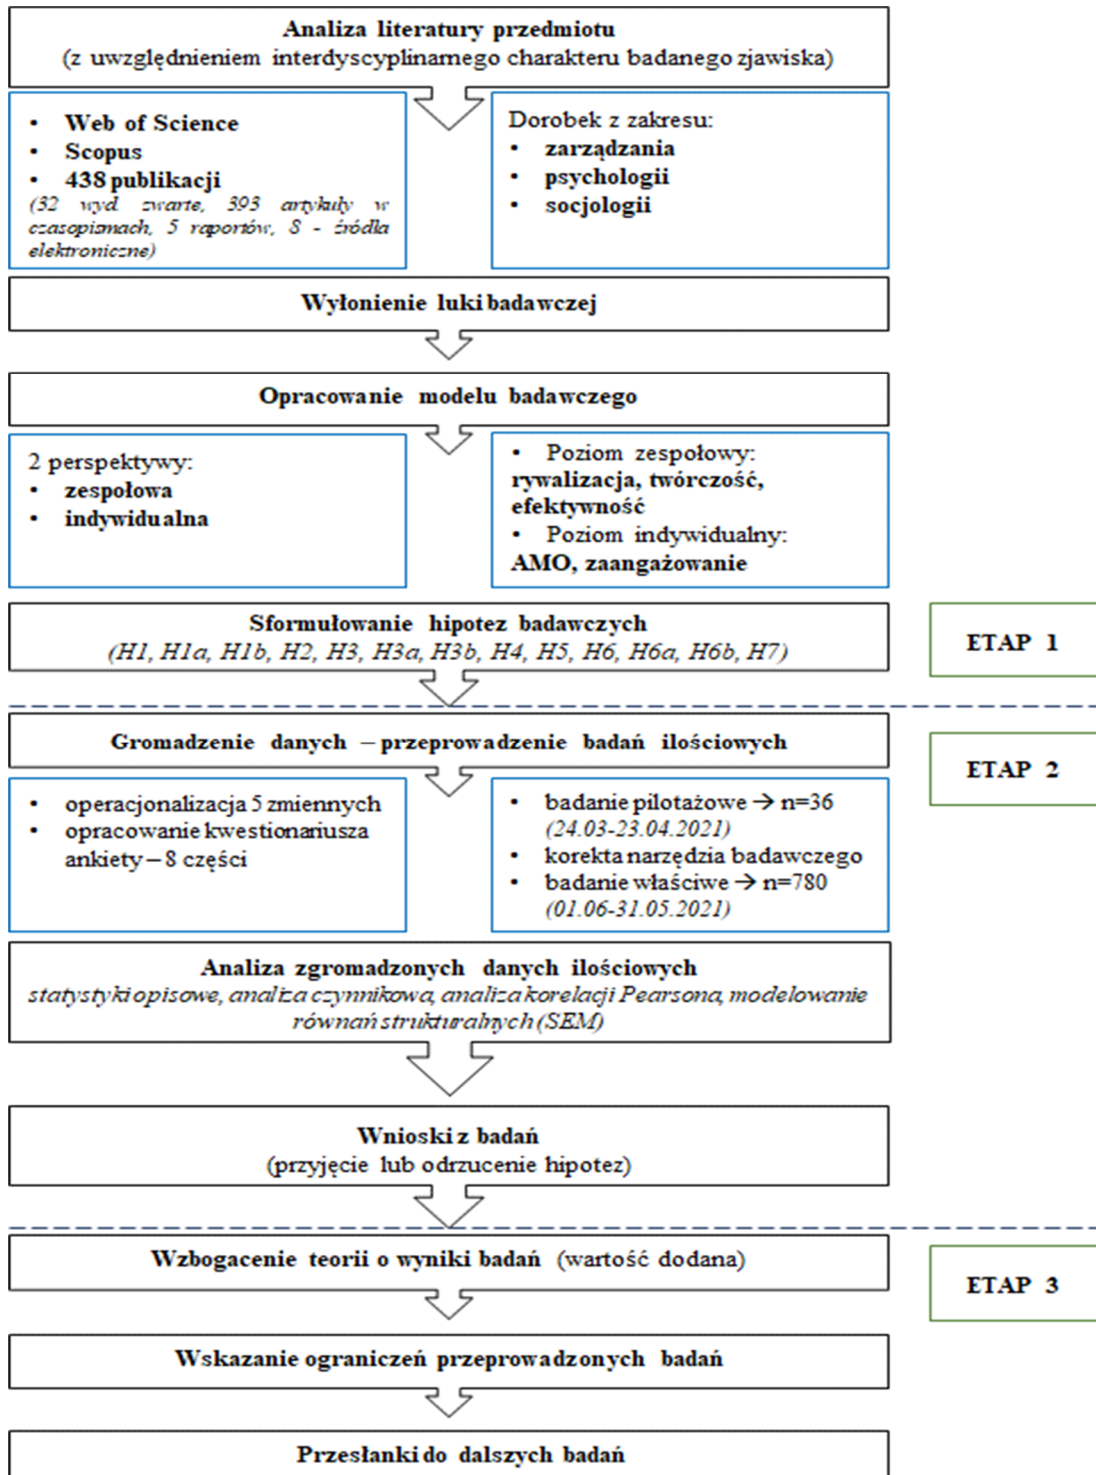 Analiza literatury przedmiotu
(z uwzględnieniem interdyscyplinarnego charakteru badanego zjawiska)
• Web of Science
• Scopus
• 438 publikacji
(32 wyd. zwarte, 393 artykuły w
czasopismach, 5 raportów, 8 - źródła
elektroniczne)
Dorobek z zakresu:
• zarządzania
• psychologii
• socjologii
Wyłonienie luki badawczej
Opracowanie modelu badawczego
2 perspektywy:
• zespołowa
• indywidualna
• Poziom zespołowy:
rywalizacja, twórczość,
efektywność
• Poziom indywidualny:
AMO, zaangażowanie
Sformułowanie hipotez badawczych
(H1, H1a, H1b, H2, H3, H3a, H3b, H4, H5, H6, H6a, H6b, H7)
ETAP 1
Gromadzenie danych – przeprowadzenie badań ilościowych
ETAP 2
• operacjonalizacja 5 zmiennych
• opracowanie kwestionariusza
ankiety – 8 części
• badanie pilotażowe → n=36
(24.03-23.04.2021)
• korekta narzędzia badawczego
• badanie właściwe → n=780
(01.06-31.05.2021)
Analiza zgromadzonych danych ilościowych
statystyki opisowe, analiza czynnikowa, analiza korelacji Pearsona, modelowanie
równań strukturalnych (SEM)
Wnioski z badań
(przyjęcie lub odrzucenie hipotez)
Wzbogacenie teorii o wyniki badań (wartość dodana)
ETAP 3
Wskazanie ograniczeń przeprowadzonych badań
Przesłanki do dalszych badań